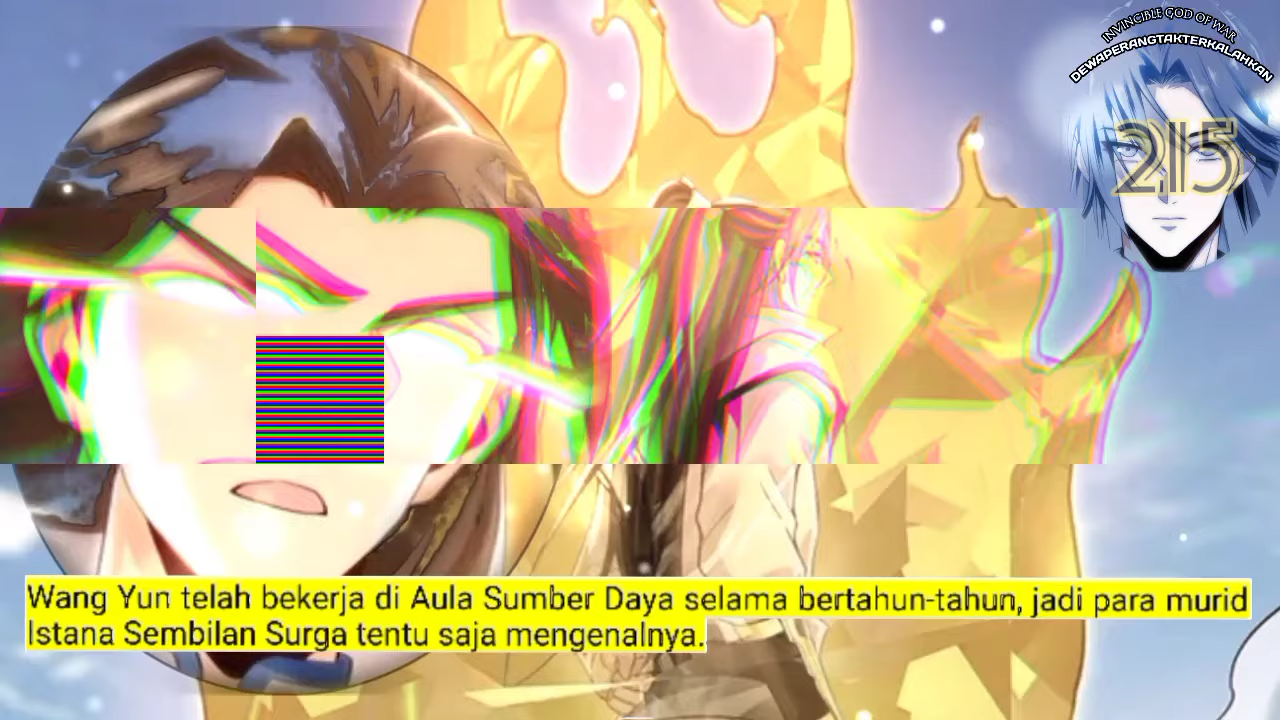 INVINCIBLE GOD OF WAR
DEWAPERANGTAKTERKALAHKAN
215
Wang Yun telah bekerja di Aula Sumber Daya selama bertahun-tahun, jadi para murid
Istana Sembilan Surga tentu saja mengenalnya.